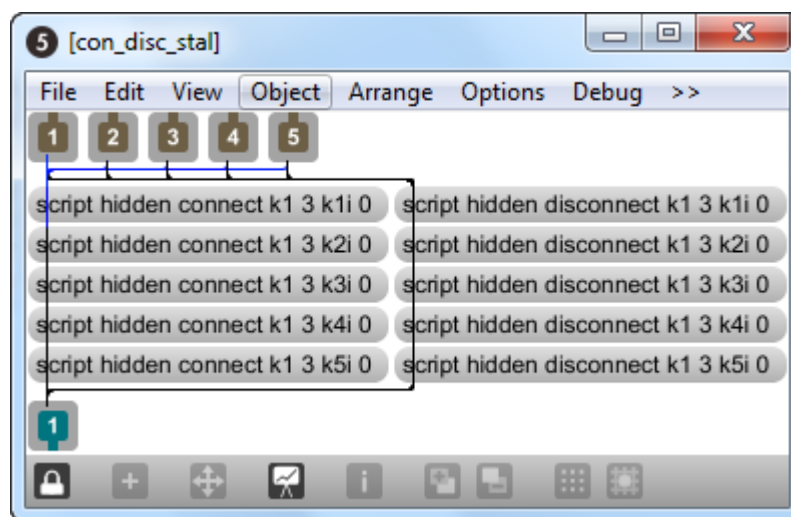 5 [con_disc_stal]
File Edit View Object Arrange Options Debug >>
1 2 3 4 5
script hidden connect k1 3 k1i 0 script hidden disconnect k1 3 k1i 0
script hidden connect k1 3 k2i 0 script hidden disconnect k1 3 k2i 0
script hidden connect k1 3 k3i 0 script hidden disconnect k1 3 k3i 0
script hidden connect k1 3 k4i 0 script hidden disconnect k1 3 k4i 0
script hidden connect k1 3 k5i 0 script hidden disconnect k1 3 k5i 0
1